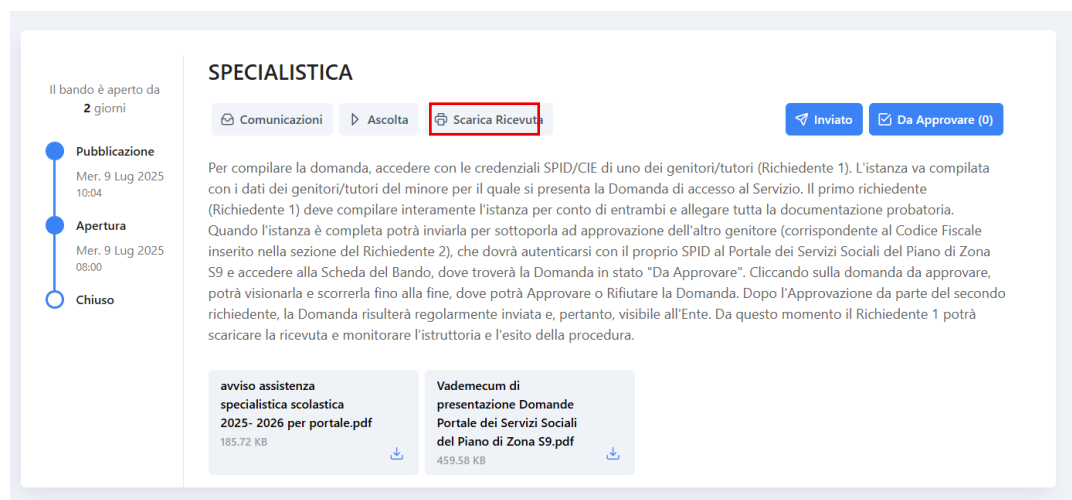 Il bando è aperto da
2 giorni
Pubblicazione
Mer. 9 Lug 2025
10:04
Apertura
Mer. 9 Lug 2025
08:00
Chiuso
SPECIALISTICA
Comunicazioni
Ascolta
Scarica Ricevuta
Inviato
Da Approvare (0)
Per compilare la domanda, accedere con le credenziali SPID/CIE di uno dei genitori/tutori (Richiedente 1). L'istanza va compilata
con i dati dei genitori/tutori del minore per il quale si presenta la Domanda di accesso al Servizio. Il primo richiedente
(Richiedente 1) deve compilare interamente l'istanza per conto di entrambi e allegare tutta la documentazione probatoria.
Quando l'istanza è completa potrà inviarla per sottoporla ad approvazione dell'altro genitore (corrispondente al Codice Fiscale
inserito nella sezione del Richiedente 2), che dovrà autenticarsi con il proprio SPID al Portale dei Servizi Sociali del Piano di Zona
S9 e accedere alla Scheda del Bando, dove troverà la Domanda in stato "Da Approvare". Cliccando sulla domanda da approvare,
potrà visionarla e scorrerla fino alla fine, dove potrà Approvare o Rifiutare la Domanda. Dopo l'Approvazione da parte del secondo
richiedente, la Domanda risulterà regolarmente inviata e, pertanto, visibile all'Ente. Da questo momento il Richiedente 1 potrà
scaricare la ricevuta e monitorare l'istruttoria e l'esito della procedura.
avviso assistenza
specialistica scolastica
2025- 2026 per portale.pdf
185.72 KB
Vademecum di
presentazione Domande
Portale dei Servizi Sociali
del Piano di Zona S9.pdf
459.58 KB